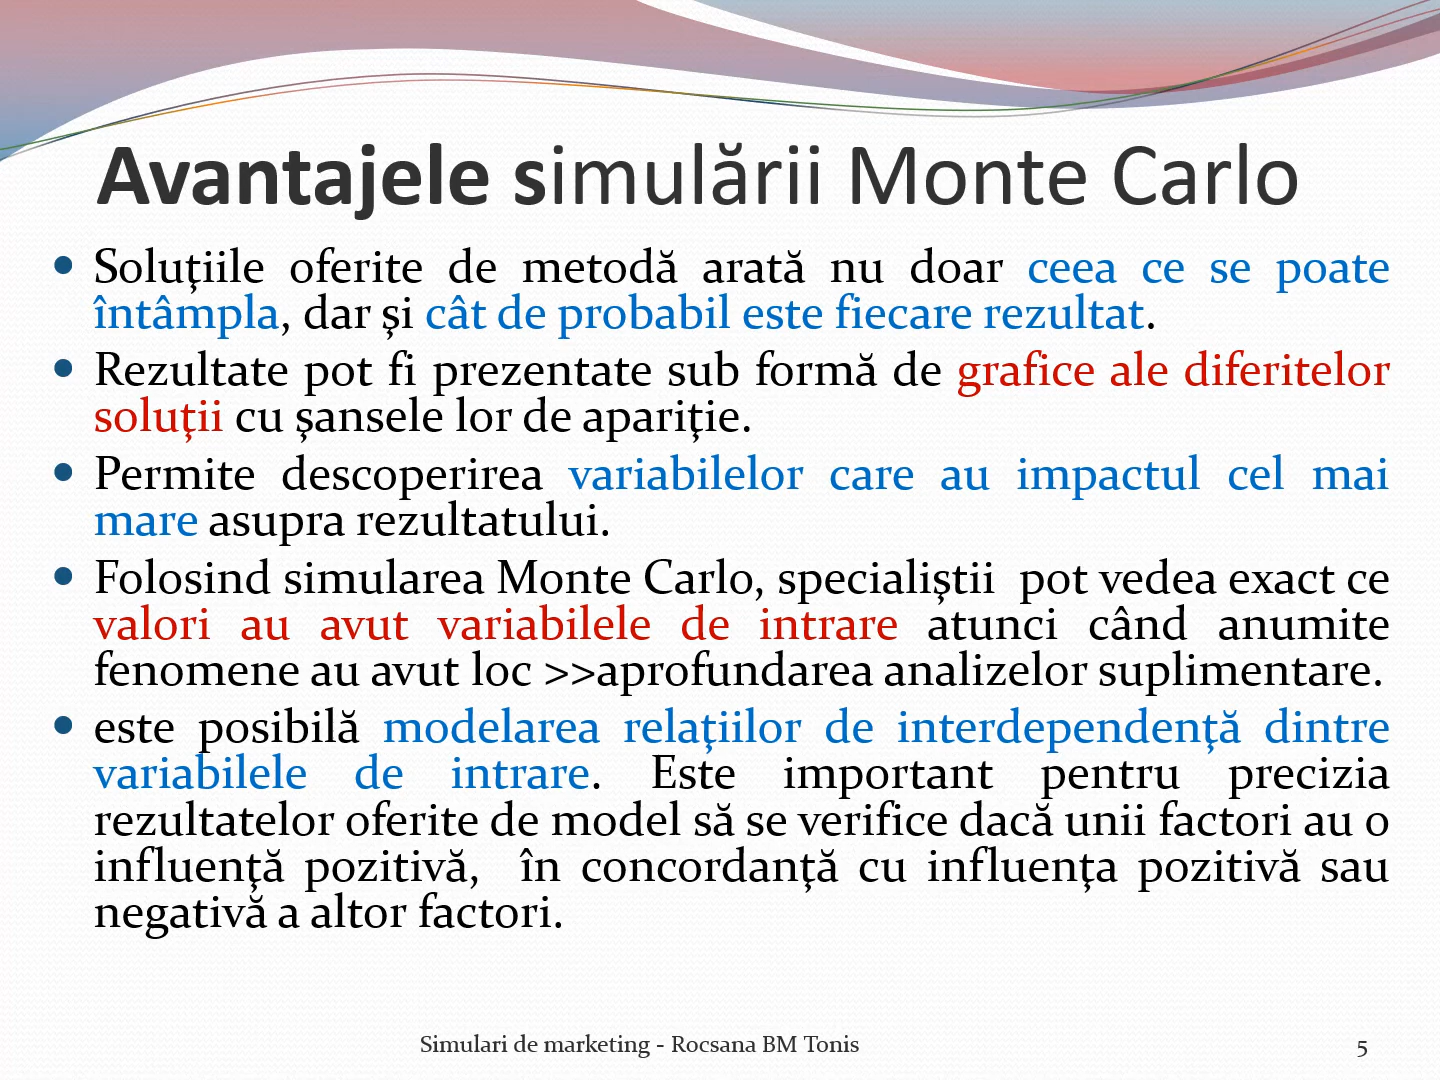 Avantajele simulării Monte Carlo
• Soluţiile oferite de metodă arată nu doar ceea ce se poate
întâmpla, dar şi cât de probabil este fiecare rezultat.
• Rezultate pot fi prezentate sub formă de grafice ale diferitelor
soluţii cu şansele lor de apariţie.
• Permite descoperirea variabilelor care au impactul cel mai
mare asupra rezultatului.
• Folosind simularea Monte Carlo, specialiştii pot vedea exact ce
valori au avut variabilele de intrare atunci când anumite
fenomene au avut loc >>aprofundarea analizelor suplimentare.
• este posibilă modelarea relaţiilor de interdependenţă dintre
variabilele de intrare. Este important pentru precizia
rezultatelor oferite de model să se verifice dacă unii factori au o
influenţă pozitivă, în concordanţă cu influenţa pozitivă sau
negativă a altor factori.
Simulari de marketing - Rocsana BM Tonis
5